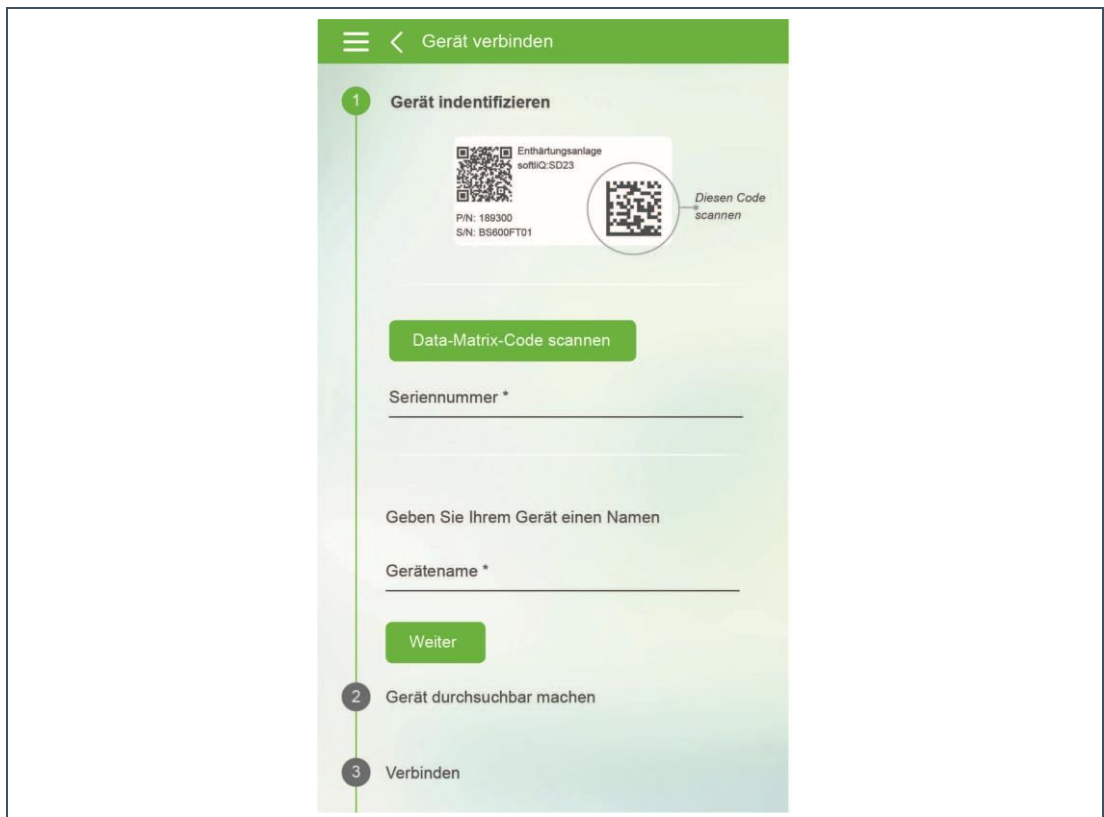 Gerät verbinden
1
Gerät indentifizieren
Enthärtungsanlage
softliQ:SD23
P/N: 189300
S/N: BS600FT01
Diesen Code
scannen
Data-Matrix-Code scannen
Seriennummer *
Geben Sie Ihrem Gerät einen Namen
Gerätename *
Weiter
2 Gerät durchsuchbar machen
3 Verbinden